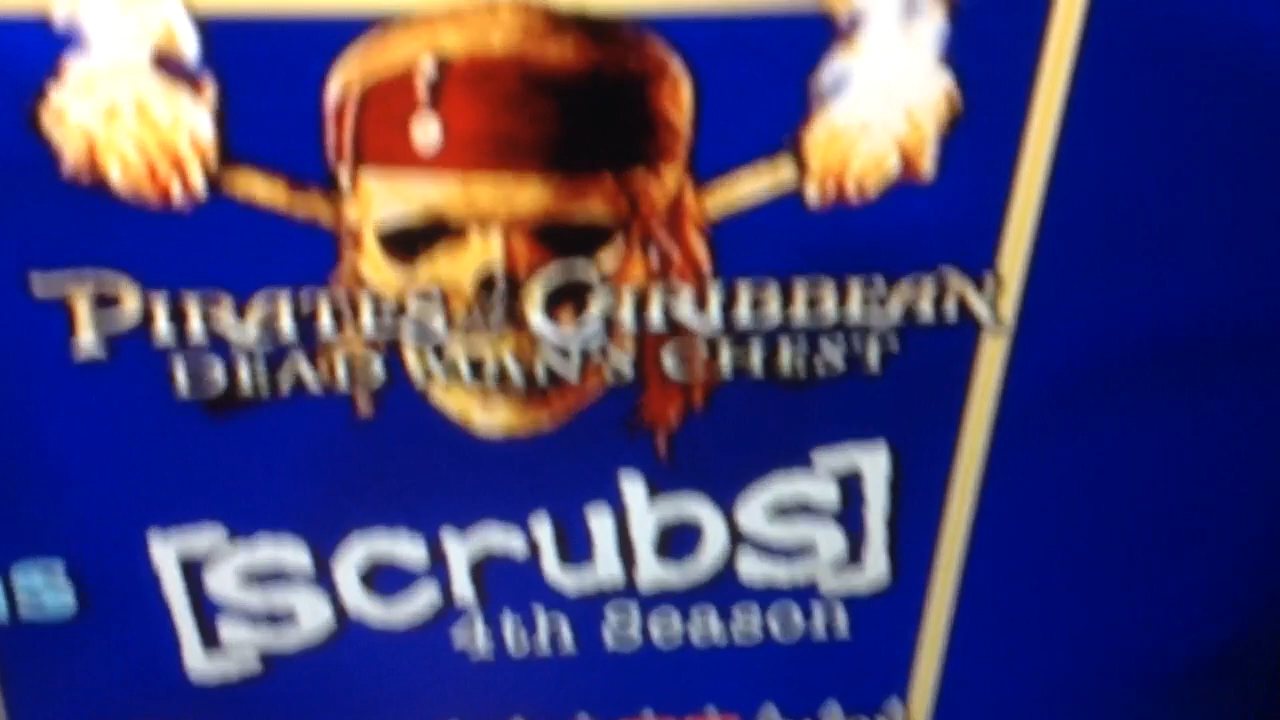 PIRATES of the CARIBBEAN
DEAD MAN'S CHEST
[scrubs]
4th Season